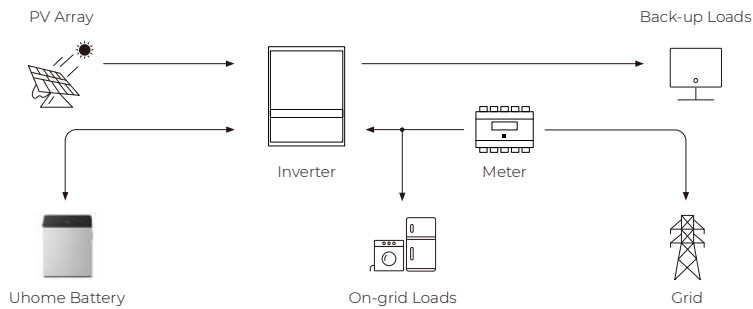 PV Array
Back-up Loads
Inverter
Meter
Uhome Battery
On-grid Loads
Grid